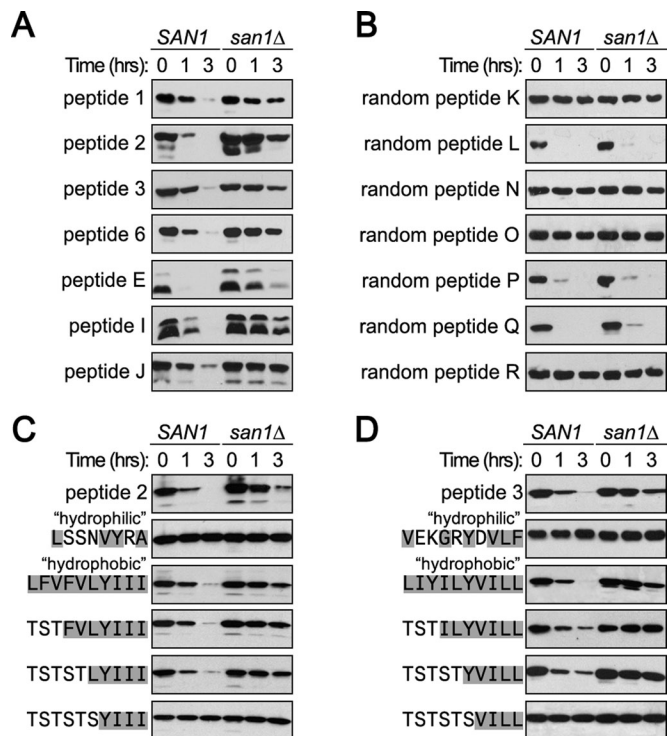 A
SAN1 san1Δ
Time (hrs): 0 1 3 0 1 3
peptide 1
peptide 2
peptide 3
peptide 6
peptide E
peptide I
peptide J
B
SAN1 san1Δ
Time (hrs): 0 1 3 0 1 3
random peptide K
random peptide L
random peptide N
random peptide O
random peptide P
random peptide Q
random peptide R
C
SAN1 san1Δ
Time (hrs): 0 1 3 0 1 3
peptide 2
"hydrophilic"
LSSNVYRA
"hydrophobic"
LFVFVLYIII
TSTFVLYIII
TSTSTLYIII
TSTSTSYIII
D
SAN1 san1Δ
Time (hrs): 0 1 3 0 1 3
peptide 3
"hydrophilic"
VEKGRYDVLF
"hydrophobic"
LIYILYVILL
TSTILYVILL
TSTSTYVILL
TSTSTSVILL